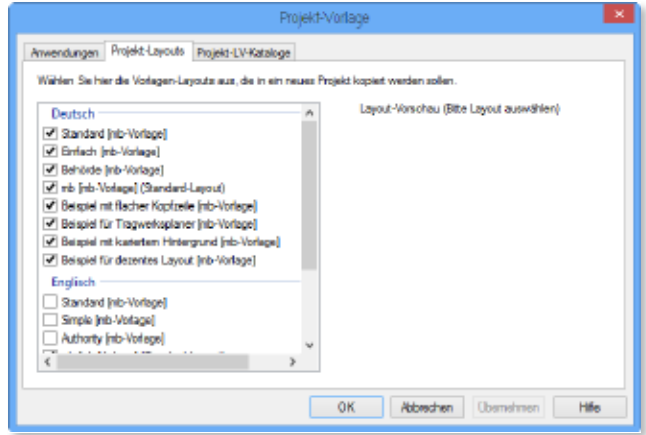 Projekt-Vorlage
Anwendungen Projekt-Layouts Projekt-LV-Kataloge
Wählen Sie hier die Vorlagen-Layouts aus, die in ein neues Projekt kopiert werden sollen.
Deutsch
Standard [mb-Vorlage]
Einfach [mb-Vorlage]
Behörde [mb-Vorlage]
mb [mb-Vorlage] (Standard-Layout)
Beispiel mit flacher Kopfzeile [mb-Vorlage]
Beispiel für Tragwerksplaner [mb-Vorlage]
Beispiel mit kariertem Hintergrund [mb-Vorlage]
Beispiel für dezentes Layout [mb-Vorlage]
Englisch
Standard [mb-Vorlage]
Simple [mb-Vorlage]
Authority [mb-Vorlage]
Layout-Vorschau (Bitte Layout auswählen)
OK Abbrechen Übernehmen Hilfe